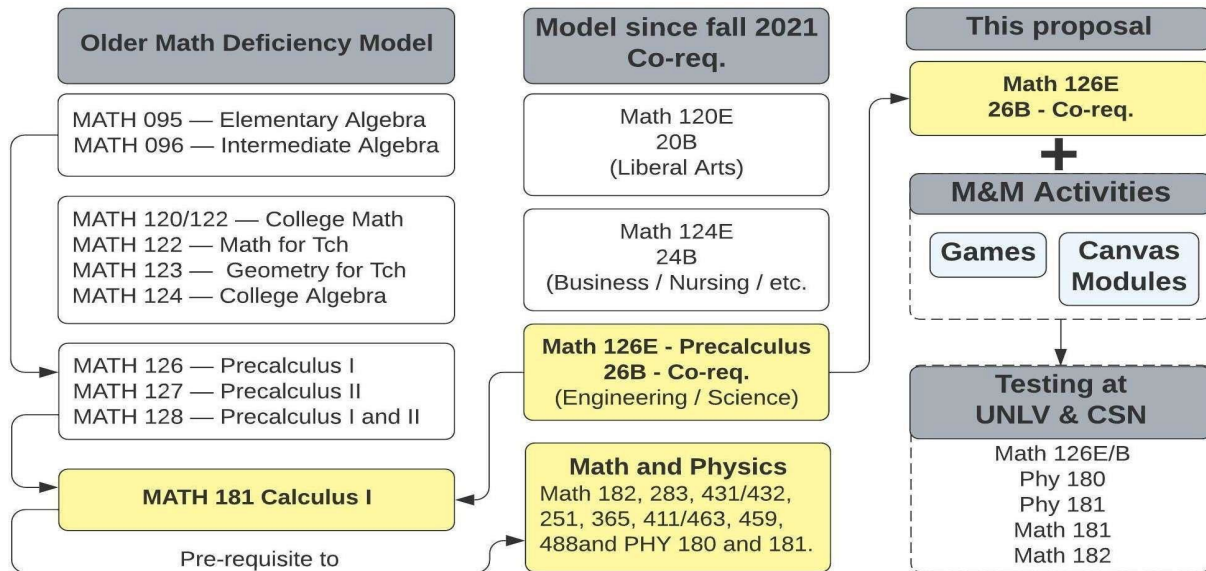 Older Math Deficiency Model
MATH 095 — Elementary Algebra
MATH 096 — Intermediate Algebra
MATH 120/122 — College Math
MATH 122 — Math for Tch
MATH 123 — Geometry for Tch
MATH 124 — College Algebra
MATH 126 — Precalculus I
MATH 127 — Precalculus II
MATH 128 — Precalculus I and II
MATH 181 Calculus I
Pre-requisite to
Model since fall 2021
Co-req.
Math 120E
20B
(Liberal Arts)
Math 124E
24B
(Business / Nursing / etc.
Math 126E - Precalculus
26B - Co-req.
(Engineering / Science)
Math and Physics
Math 182, 283, 431/432,
251, 365, 411/463, 459,
488and PHY 180 and 181.
This proposal
Math 126E
26B - Co-req.
+
M&M Activities
Games
Canvas
Modules
Testing at
UNLV & CSN
Math 126E/B
Phy 180
Phy 181
Math 181
Math 182